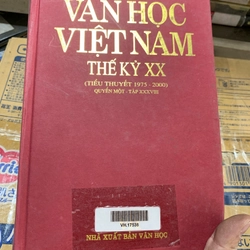 VĂN HỌC
VIỆT NAM
THẾ KỶ XX
(TIỂU THUYẾT 1975 - 2000)
QUYỂN MỘT - TẬP XXXVIII
VN.17226
NHÀ XUẤT BẢN VĂN HỌC